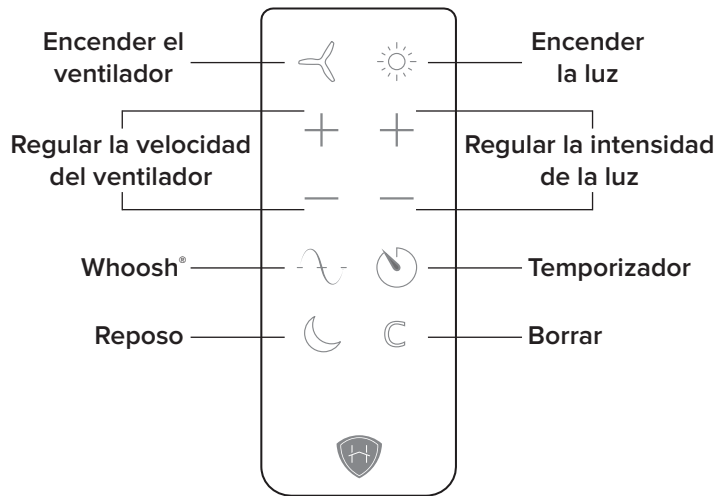 Encender el
ventilador
Encender
la luz
Regular la velocidad
del ventilador
Regular la intensidad
de la luz
Whoosh®
Temporizador
Reposo
C
Borrar